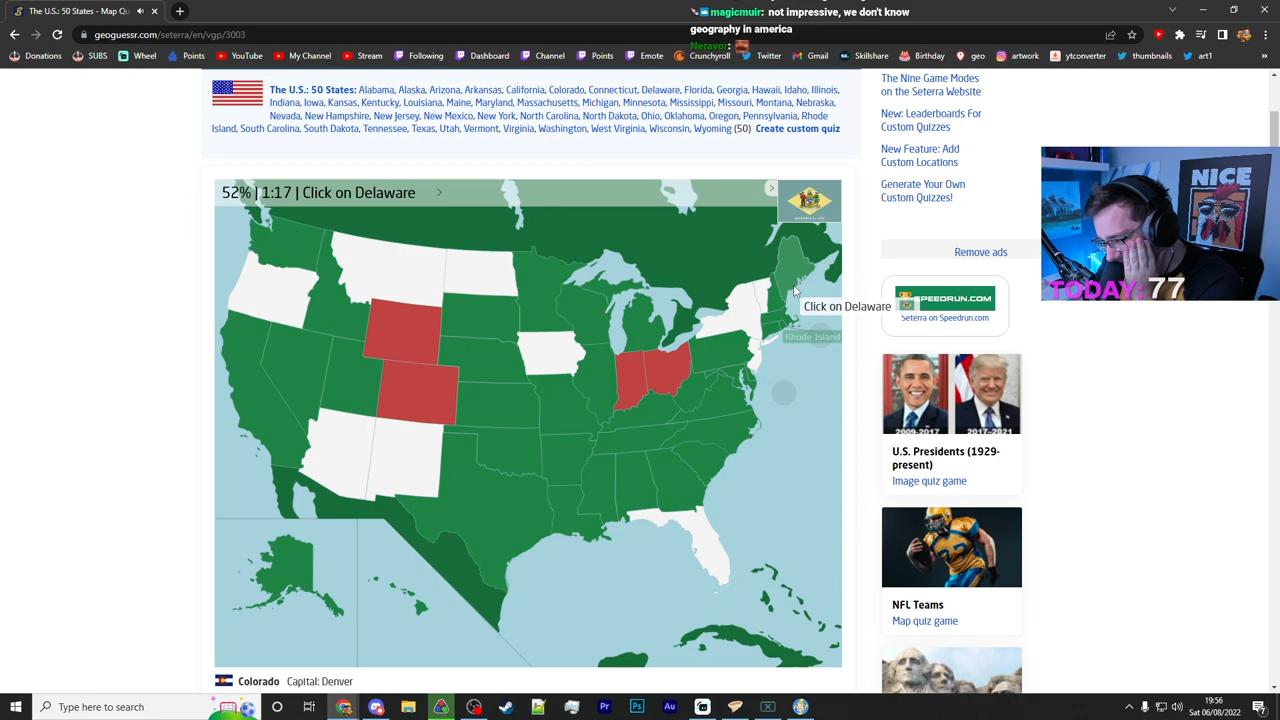 The U.S.: 50 States - M
magicmuir: not impressive, we don't know
geography in america
Neravor:
geoguessr.com/seterra/en/vgp/3003
Donations
SUBS
Wheel
Points
Tweet
My Channel
Stream
Following
Dashboard
Points
Emote
Crunchyroll
Twitter
Gmail
Skillshare
Freebies
Birthday
geo
artwork
ytconverter
thumbnails
art1
The U.S.: 50 States: Alabama, Alaska, Arizona, Arkansas, California, Colorado, Connecticut, Delaware, Florida, Georgia, Hawaii, Idaho, Illinois,
Indiana, Iowa, Kansas, Kentucky, Louisiana, Maine, Maryland, Massachusetts, Michigan, Minnesota, Mississippi, Missouri, Montana, Nebraska,
Nevada, New Hampshire, New Jersey, New Mexico, New York, North Carolina, North Dakota, Ohio, Oklahoma, Oregon, Pennsylvania, Rhode
Island, South Carolina, South Dakota, Tennessee, Texas, Utah, Vermont, Virginia, Washington, West Virginia, Wisconsin, Wyoming (50) Create custom quiz
52% | 1:17 | Click on Delaware
Click on Delaware
Rhode Island
Colorado Capital: Denver
The Nine Game Modes
on the Seterra Website
New: Leaderboards For
Custom Quizzes
New Feature: Add
Custom Locations
Generate Your Own
Custom Quizzes!
Remove ads
SPEEDRUN.COM
Seterra on Speedrun.com
2009-2017
2017-2021
U.S. Presidents (1929-
present)
Image quiz game
NFL Teams
Map quiz game
NICE
TODAY: 77
Type here to search
19:56
Sat 06/08/2022